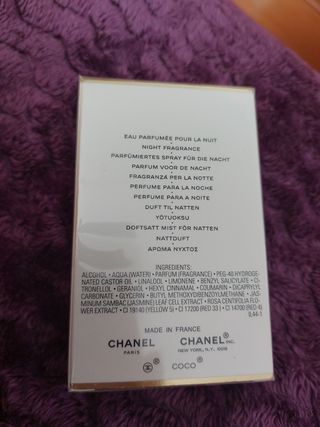 EAU PARFUMÉE POUR LA NUIT
NIGHT FRAGRANCE
PARFÜMIERTES SPRAY FÜR DIE NACHT
PARFUM VOOR DE NACHT
FRAGRANZA PER LA NOTTE
PERFUME PARA LA NOCHE
PERFUME PARA A NOITE
DUFT TIL NATTEN
YÖTUOKSU
DOFTSATT MIST FÖR NATTEN
NATTDUFT
ΑΡΩΜΑ ΝΥΧΤΟΣ
INGREDIENTS:
ALCOHOL • AQUA (WATER) • PARFUM (FRAGRANCE) • PEG-40 HYDROGE-
NATED CASTOR OIL • LINALOOL • LIMONENE • BENZYL SALICYLATE • CI-
TRONELLOL • GERANIOL • HEXYL CINNAMAL • COUMARIN • DICAPRYLYL
CARBONATE • GLYCERIN • BUTYL METHOXYDIBENZOYLMETHANE • JAS-
MINUM SAMBAC (JASMINE) LEAF CELL EXTRACT • ROSA CENTIFOLIA FLO-
WER EXTRACT • CI 19140 (YELLOW 5) • CI 17200 (RED 33) • CI 14700 (RED 4)
0,44-1
MADE IN FRANCE
CHANEL CHANEL® INC.
PARIS NEW YORK, N.Y. 10019
COCO®